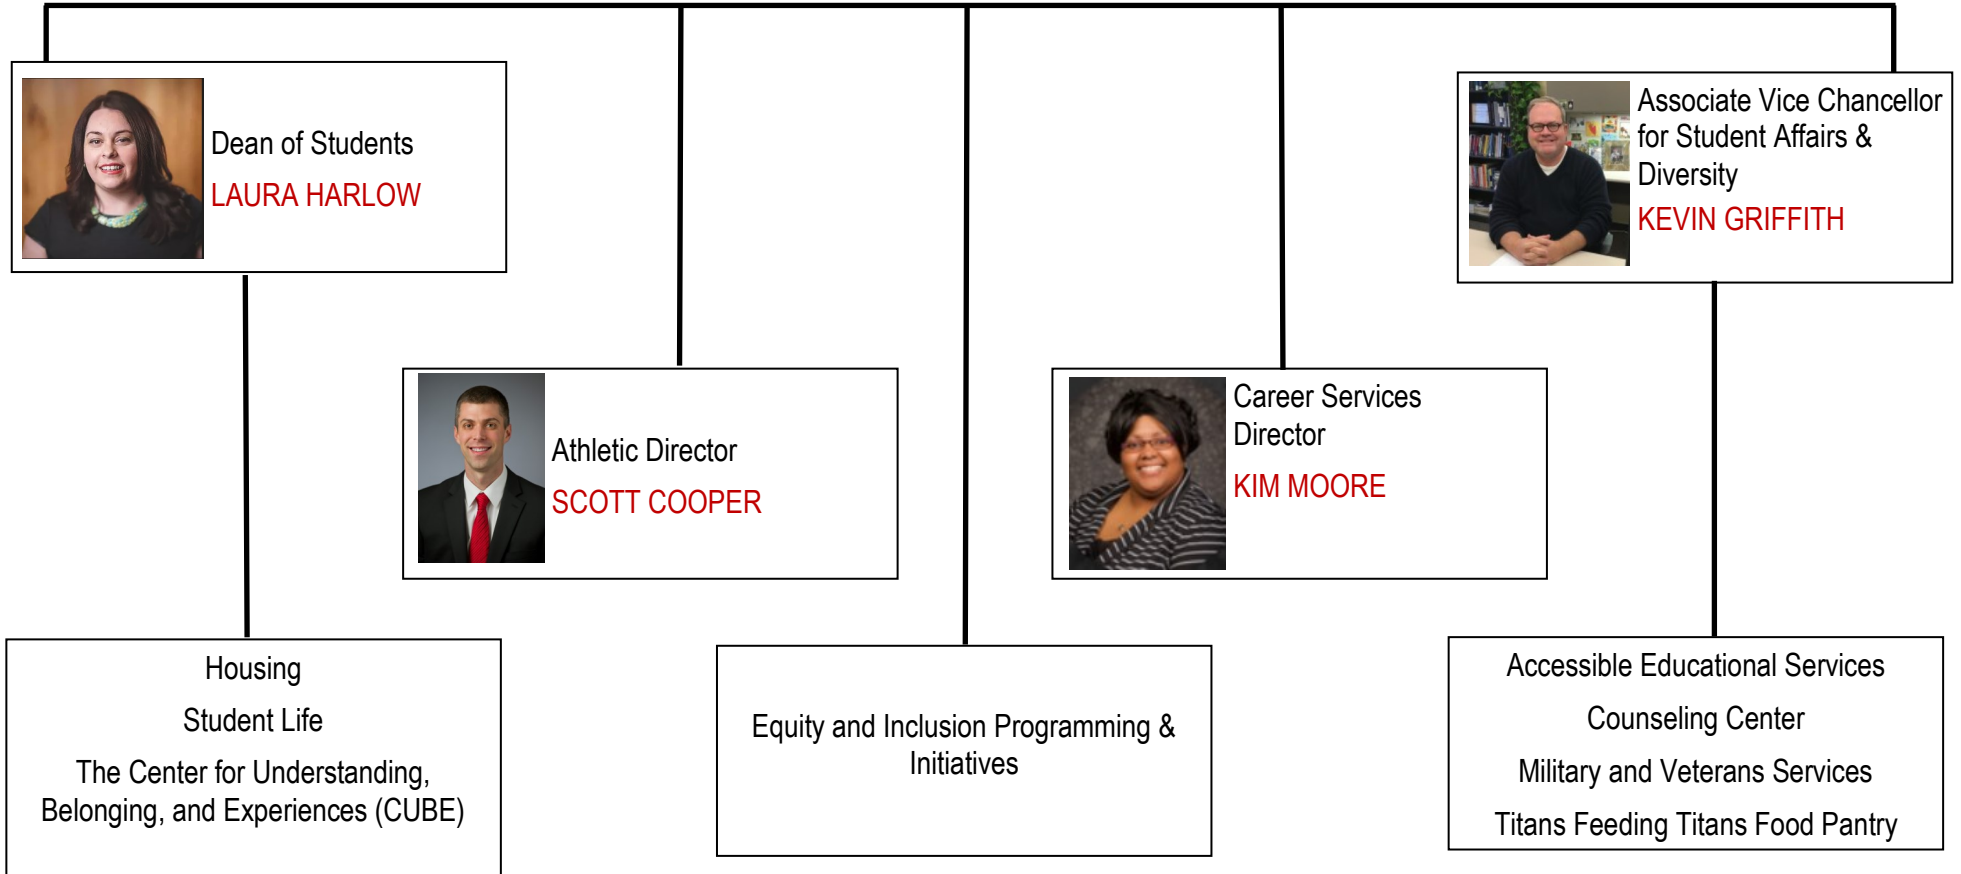 Dean of Students
LAURA HARLOW
Associate Vice Chancellor
for Student Affairs &
Diversity
KEVIN GRIFFITH
Athletic Director
SCOTT COOPER
Career Services
Director
KIM MOORE
Housing
Student Life
The Center for Understanding,
Belonging, and Experiences (CUBE)
Equity and Inclusion Programming &
Initiatives
Accessible Educational Services
Counseling Center
Military and Veterans Services
Titans Feeding Titans Food Pantry